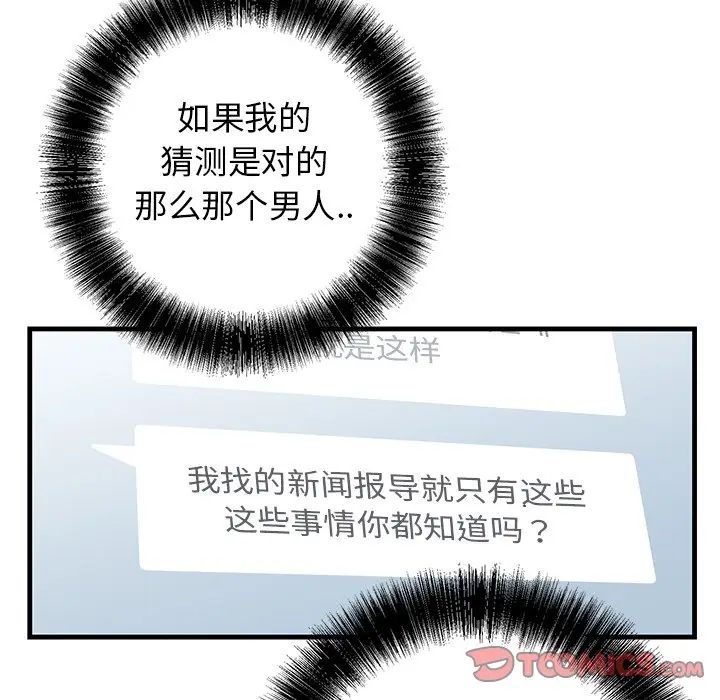 如果我的
猜测是对的
那么那个男人..
是这样
我找的新闻报导就只有这些
这些事情你都知道吗？
TOOMICS.COM